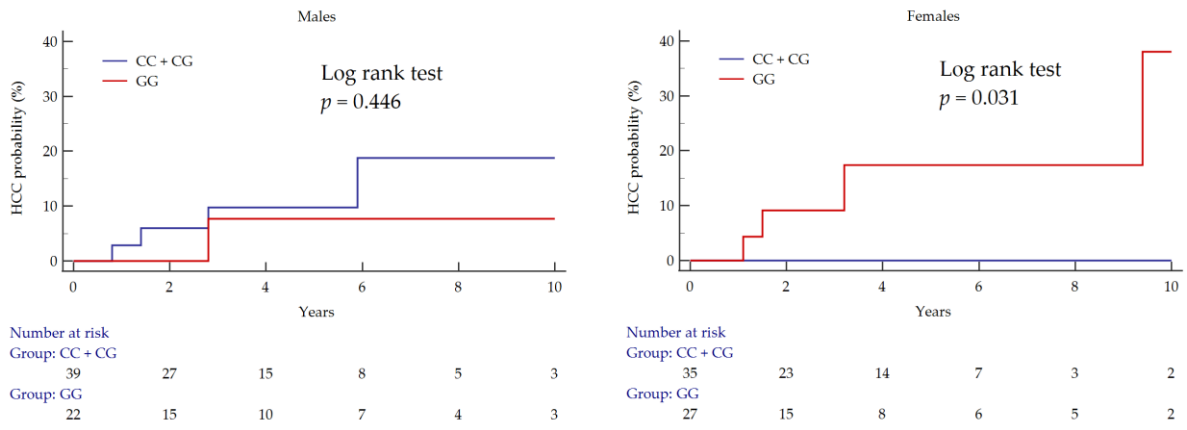 Males
HCC probability (%)
40
30
20
10
0
CC + CG
GG
Log rank test
p = 0.446
0 2 4 6 8 10
Years
Number at risk
Group: CC + CG
39 27 15 8 5 3
Group: GG
22 15 10 7 4 3
Females
HCC probability (%)
40
30
20
10
0
CC + CG
GG
Log rank test
p = 0.031
0 2 4 6 8 10
Years
Number at risk
Group: CC + CG
35 23 14 7 3 2
Group: GG
27 15 8 6 5 2